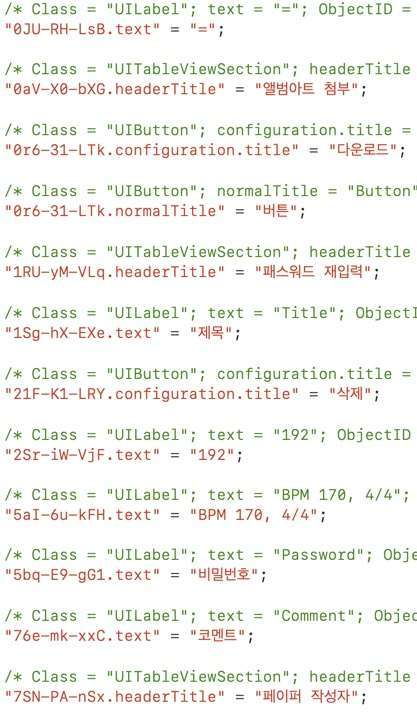 /* Class = "UILabel"; text = "="; ObjectID =
"0JU-RH-LsB.text" = "=";
/* Class = "UITableViewSection"; headerTitle
"0aV-X0-bXG.headerTitle" = "앨범아트 첨부";
/* Class = "UIButton"; configuration.title =
"0r6-31-LTk.configuration.title" = "다운로드";
/* Class = "UIButton"; normalTitle = "Button"
"0r6-31-LTk.normalTitle" = "버튼";
/* Class = "UITableViewSection"; headerTitle
"1RU-yM-VLq.headerTitle" = "패스워드 재입력";
/* Class = "UILabel"; text = "Title"; ObjectI
"1Sg-hX-EXe.text" = "제목";
/* Class = "UIButton"; configuration.title =
"21F-K1-LRY.configuration.title" = "삭제";
/* Class = "UILabel"; text = "192"; ObjectID
"2Sr-iW-VjF.text" = "192";
/* Class = "UILabel"; text = "BPM 170, 4/4";
"5aI-6u-kFH.text" = "BPM 170, 4/4";
/* Class = "UILabel"; text = "Password"; Obje
"5bq-E9-gG1.text" = "비밀번호";
/* Class = "UILabel"; text = "Comment"; Objec
"76e-mk-xxC.text" = "코멘트";
/* Class = "UITableViewSection"; headerTitle
"7SN-PA-nSx.headerTitle" = "페이퍼 작성자";